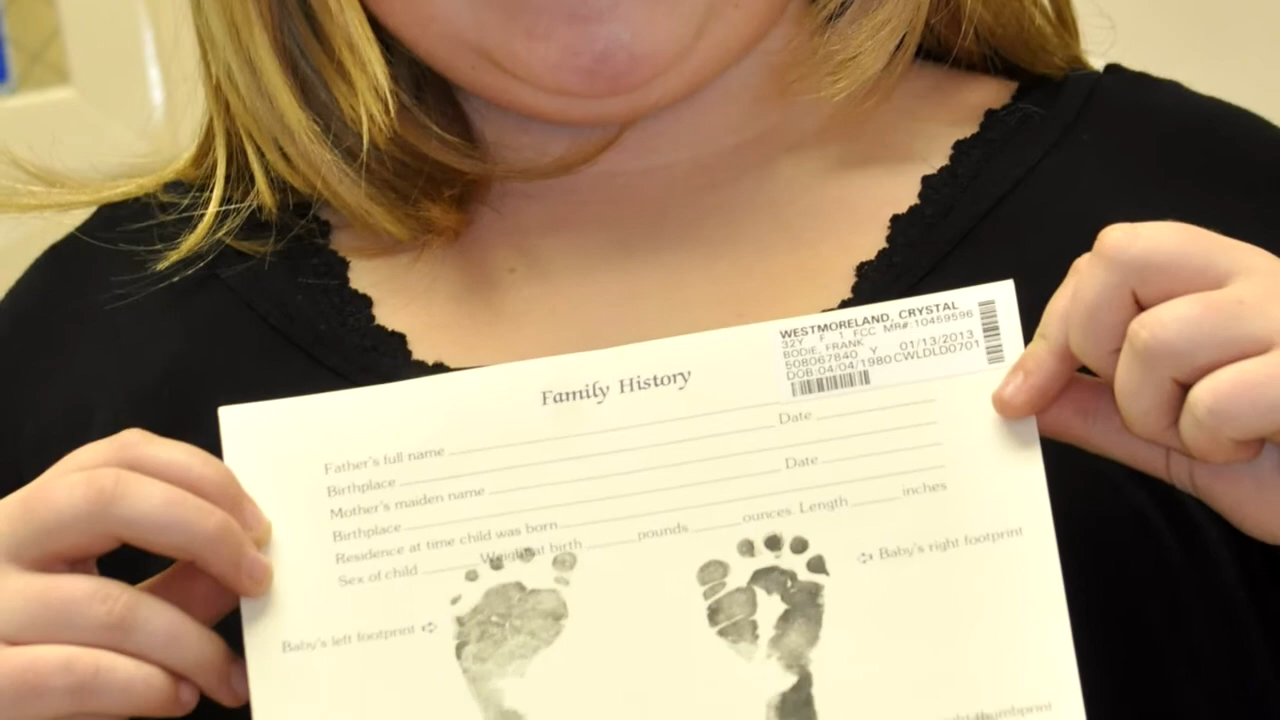 WESTMORELAND, CRYSTAL
32Y F 1 FCC MR#:10459596
BODIE, FRANK
508067840 Y 01/13/2013
DOB:04/04/1980 CWLDLD0701
Family History
Father's full name
Birthplace Date
Mother's maiden name
Birthplace Date
Residence at time child was born
Sex of child Weight at birth pounds ounces. Length inches
Baby's right footprint
Baby's left footprint
thumbprint